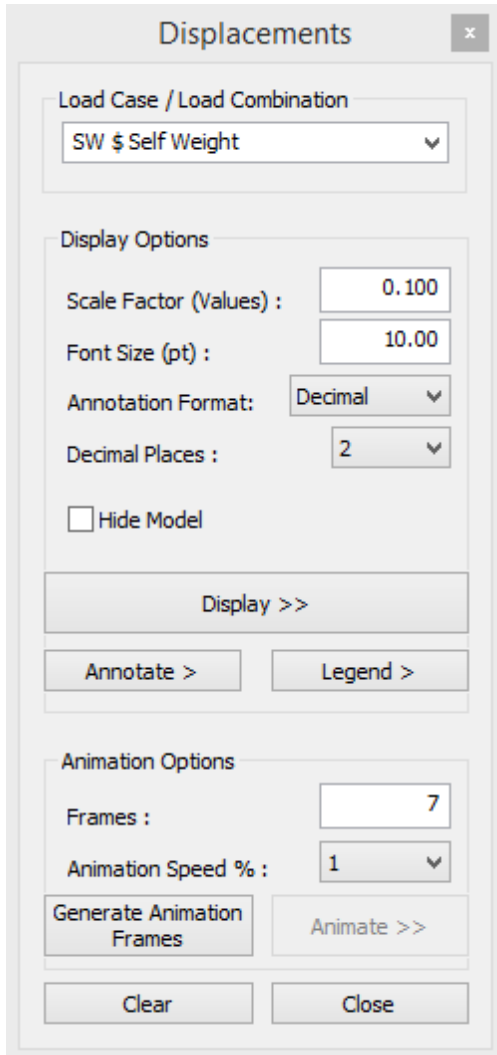 Displacements
x
Load Case / Load Combination
SW $ Self Weight
Display Options
Scale Factor (Values) : 0.100
Font Size (pt) : 10.00
Annotation Format: Decimal
Decimal Places : 2
Hide Model
Display >>
Annotate > Legend >
Animation Options
Frames : 7
Animation Speed % : 1
Generate Animation
Frames
Animate >>
Clear Close